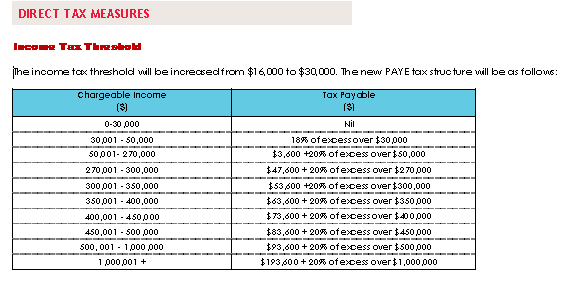 DIRECT TAX MEASURES
Income Tax Threshold
The income tax threshold will be increased from $16,000 to $30,000. The new PAYE tax structure will be as follows:
Chargeable Income Tax Payable
($) ($)
0-30,000 Nil
30,001 - 50,000 18% of excess over $30,000
50,001- 270,000 $3,600 +20% of excess over $50,000
270,001 - 300,000 $47,600 + 20% of excess over $270,000
300,001 - 350,000 $53,600 +20% of excess over $300,000
350,001 - 400,000 $63,600 + 20% of excess over $350,000
400,001 - 450,000 $73,600 + 20% of excess over $400,000
450,001 - 500,000 $83,600 + 20% of excess over $450,000
500,001 - 1,000,000 $93,600 + 20% of excess over $500,000
1,000,001 + $193,600 + 20% of excess over $1,000,000